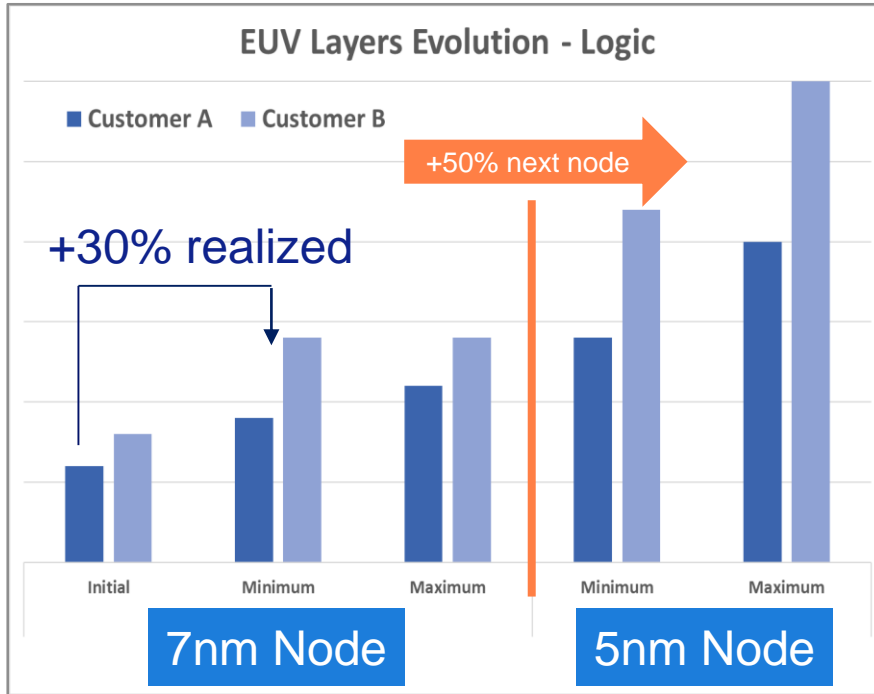 EUV Layers Evolution - Logic
Customer A Customer B
+50% next node
+30% realized
Initial Minimum Maximum Minimum Maximum
7nm Node 5nm Node